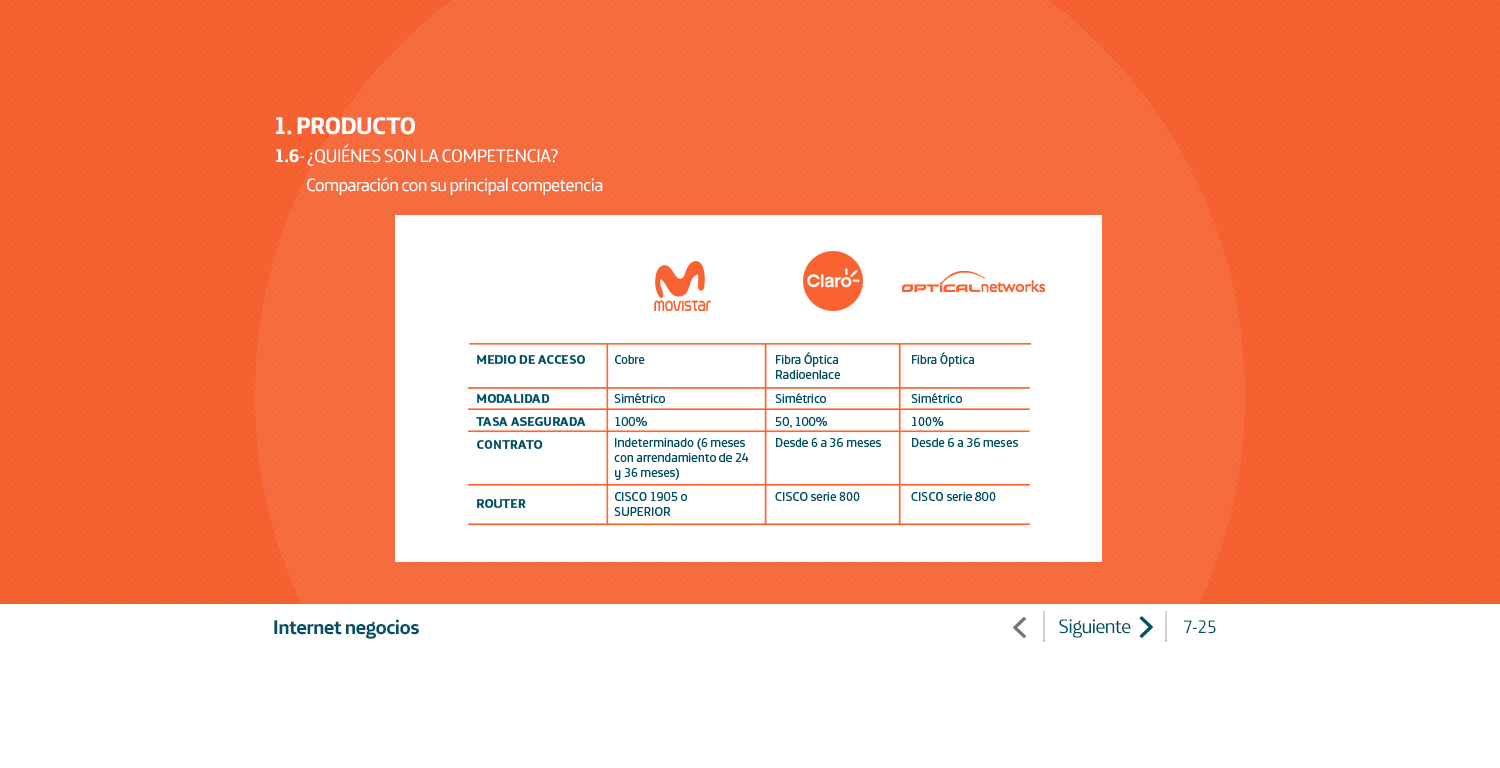 1. PRODUCTO
1.6- ¿QUIÉNES SON LA COMPETENCIA?
Comparación con su principal competencia
movistar
Claro
OPTICALnetworks
MEDIO DE ACCESO
Cobre
Fibra Óptica
Radioenlace
Fibra Óptica
MODALIDAD
Simétrico
Simétrico
Simétrico
TASA ASEGURADA
100%
50, 100%
100%
CONTRATO
Indeterminado (6 meses
con arrendamiento de 24
y 36 meses)
Desde 6 a 36 meses
Desde 6 a 36 meses
ROUTER
CISCO 1905 o
SUPERIOR
CISCO serie 800
CISCO serie 800
Internet negocios
Siguiente
7-25